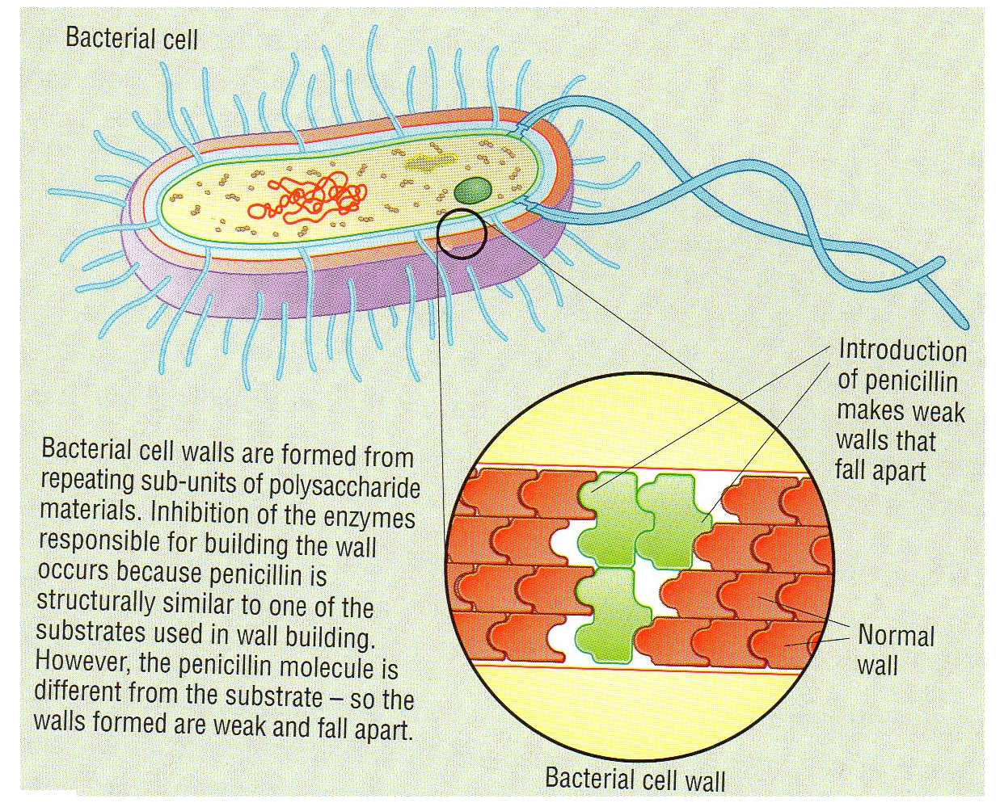 Bacterial cell
Introduction
of penicillin
makes weak
walls that
fall apart
Bacterial cell walls are formed from
repeating sub-units of polysaccharide
materials. Inhibition of the enzymes
responsible for building the wall
occurs because penicillin is
structurally similar to one of the
substrates used in wall building.
However, the penicillin molecule is
different from the substrate – so the
walls formed are weak and fall apart.
Normal
wall
Bacterial cell wall